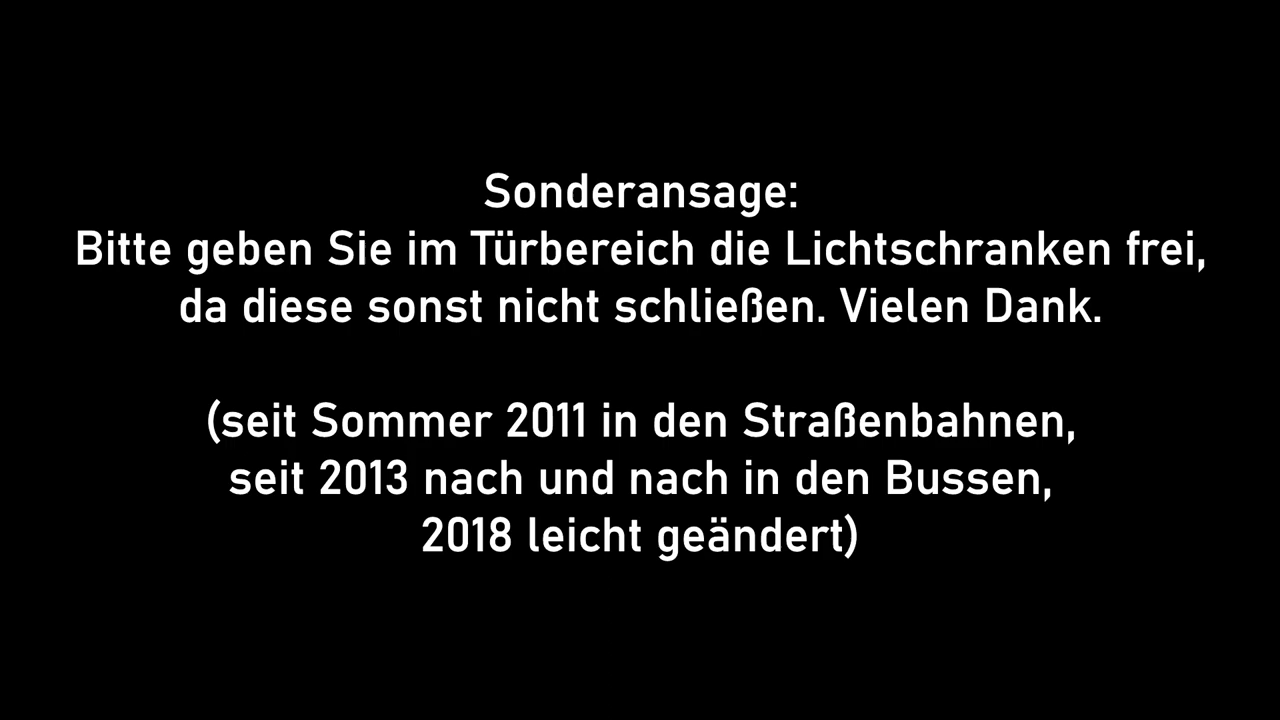 Sonderansage:
Bitte geben Sie im Türbereich die Lichtschranken frei,
da diese sonst nicht schließen. Vielen Dank.
(seit Sommer 2011 in den Straßenbahnen,
seit 2013 nach und nach in den Bussen,
2018 leicht geändert)